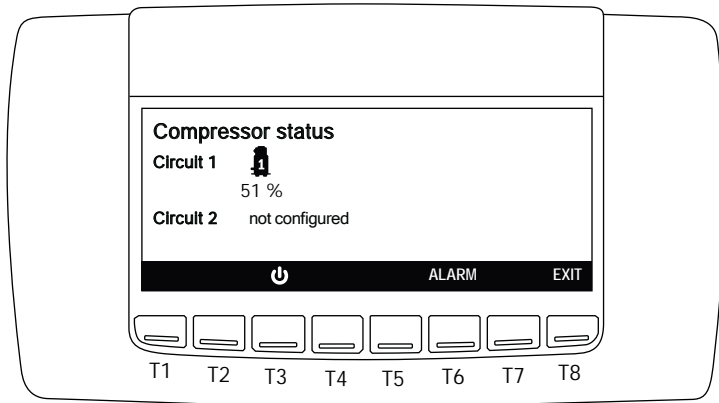 Compressor status
Circuit 1 1
51 %
Circuit 2 not configured
ALARM EXIT
T1 T2 T3 T4 T5 T6 T7 T8